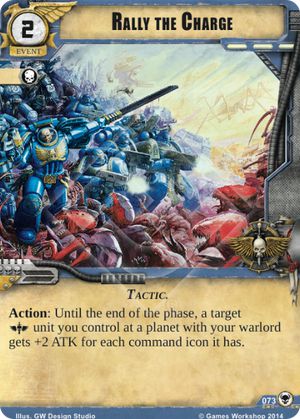 2
RALLY THE CHARGE
EVENT
TACTIC.
Action: Until the end of the phase, a target
unit you control at a planet with your warlord
gets +2 ATK for each command icon it has.
073
Illus. GW Design Studio
© Games Workshop 2014